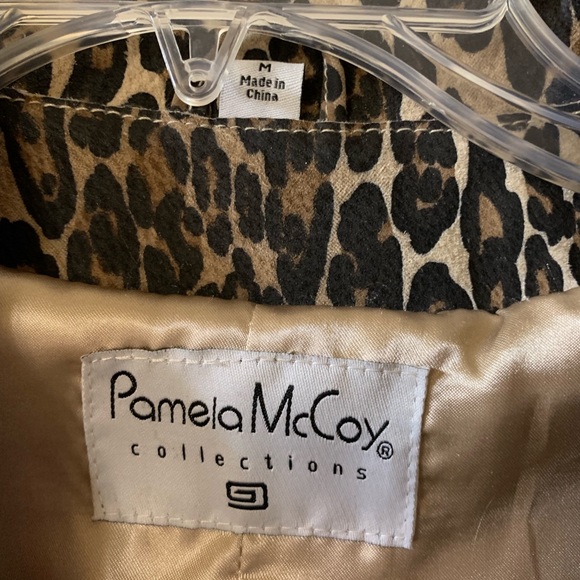 M
Made in
China
Pamela McCoy®
collections